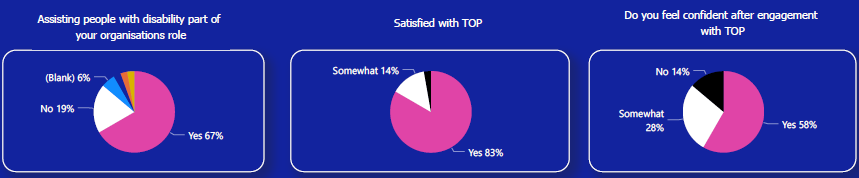 Assisting people with disability part of
your organisations role
(Blank) 6%
No 19%
Yes 67%
Satisfied with TOP
Somewhat 14%
Yes 83%
Do you feel confident after engagement
with TOP
No 14%
Somewhat
28%
Yes 58%